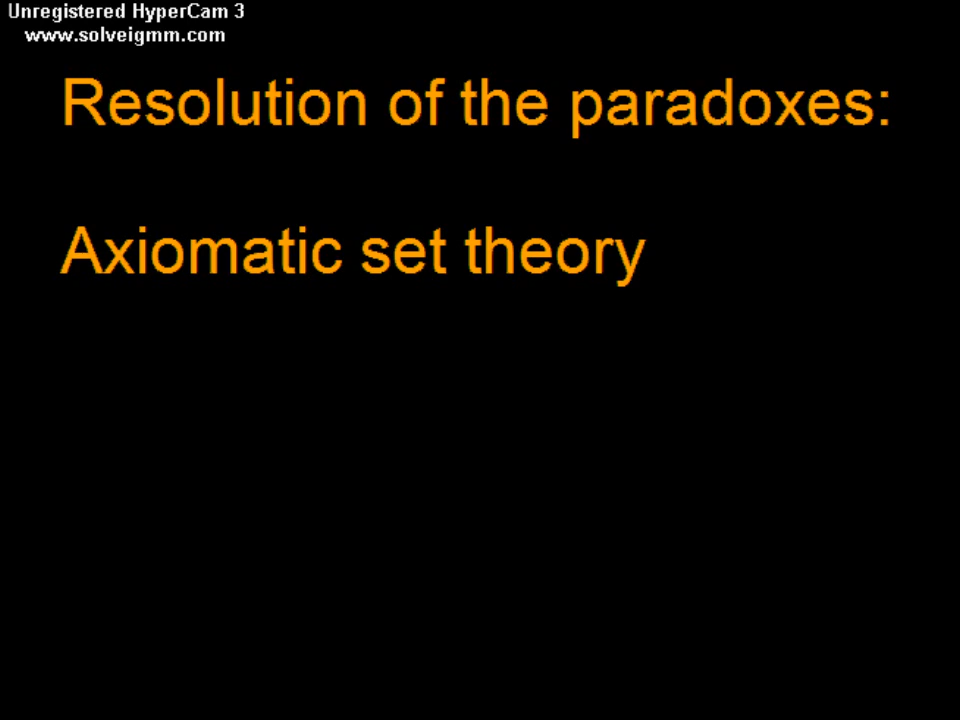 Unregistered HyperCam 3
www.solveigmm.com
Resolution of the paradoxes:
Axiomatic set theory